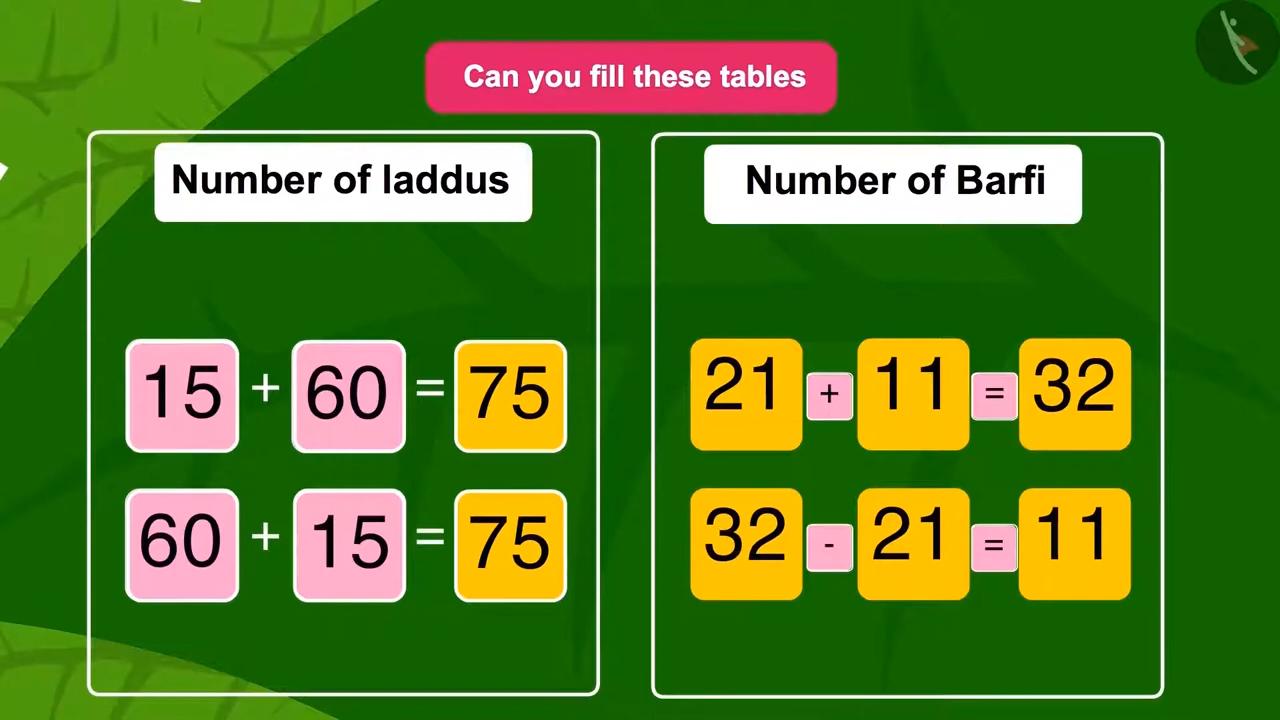 Can you fill these tables
Number of laddus
15 + 60 = 75
60 + 15 = 75
Number of Barfi
21 + 11 = 32
32 - 21 = 11